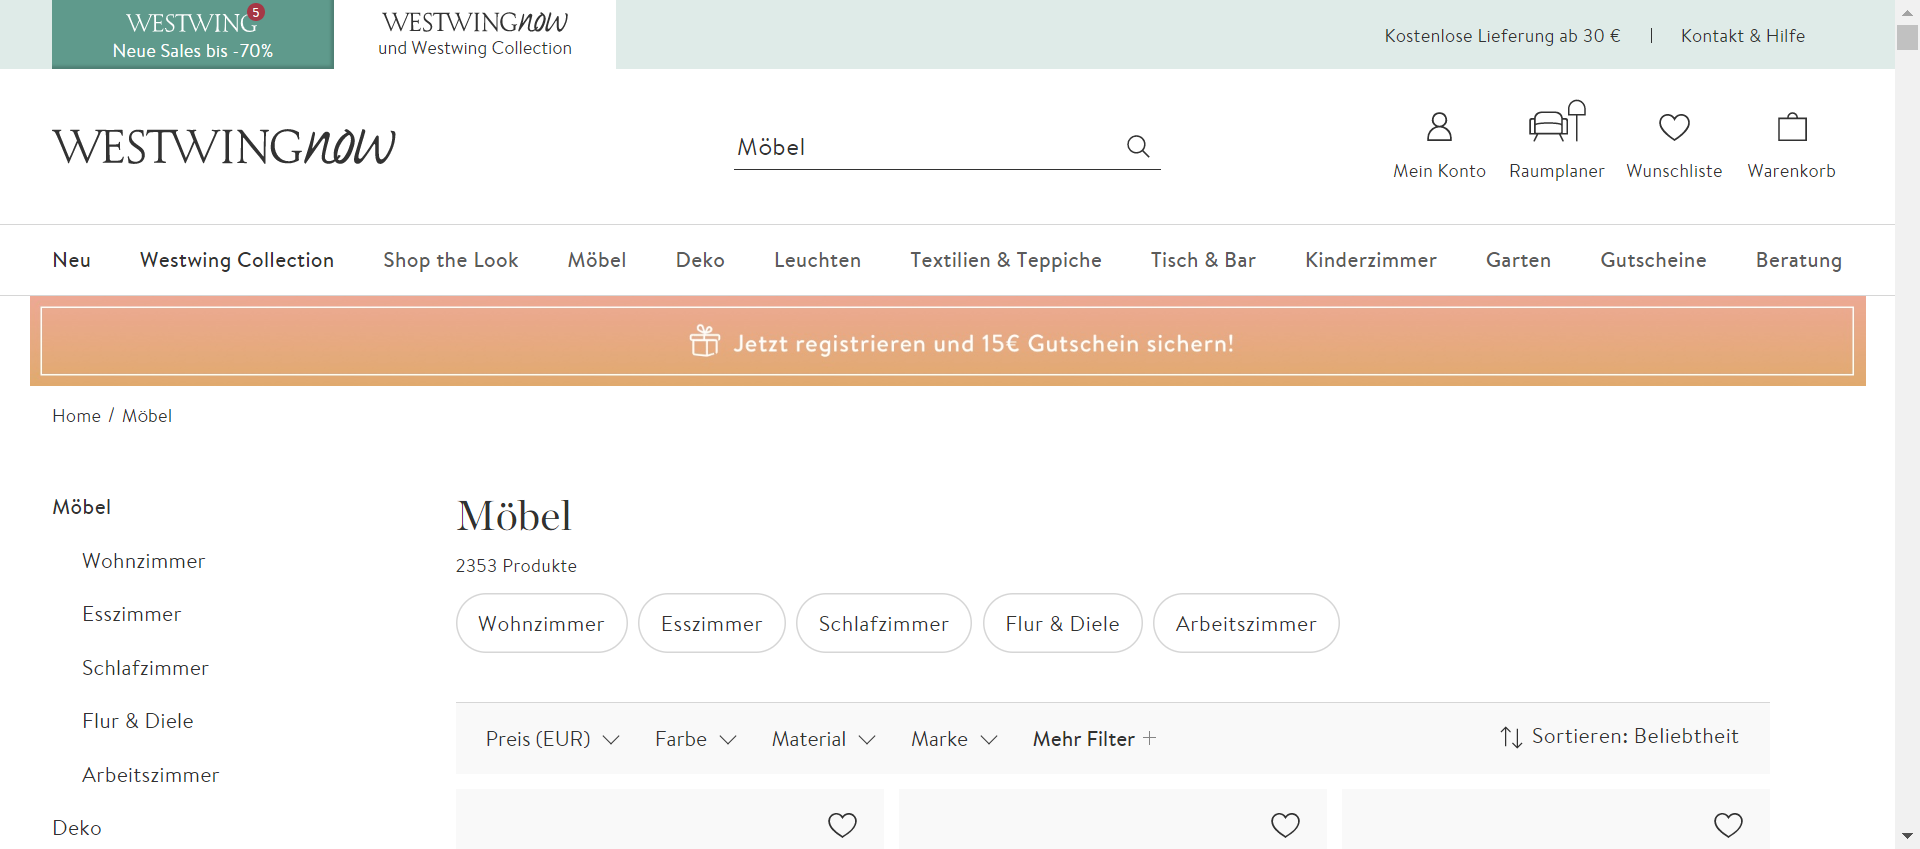 WESTWING 5
Neue Sales bis -70%
WESTWINGnow
und Westwing Collection
Kostenlose Lieferung ab 30 €
Kontakt & Hilfe
WESTWINGnow
Möbel
Mein Konto
Raumplaner
Wunschliste
Warenkorb
Neu
Westwing Collection
Shop the Look
Möbel
Deko
Leuchten
Textilien & Teppiche
Tisch & Bar
Kinderzimmer
Garten
Gutscheine
Beratung
Jetzt registrieren und 15€ Gutschein sichern!
Home / Möbel
Möbel
Wohnzimmer
Esszimmer
Schlafzimmer
Flur & Diele
Arbeitszimmer
Deko
Möbel
2353 Produkte
Wohnzimmer
Esszimmer
Schlafzimmer
Flur & Diele
Arbeitszimmer
Preis (EUR)
Farbe
Material
Marke
Mehr Filter
Sortieren: Beliebtheit